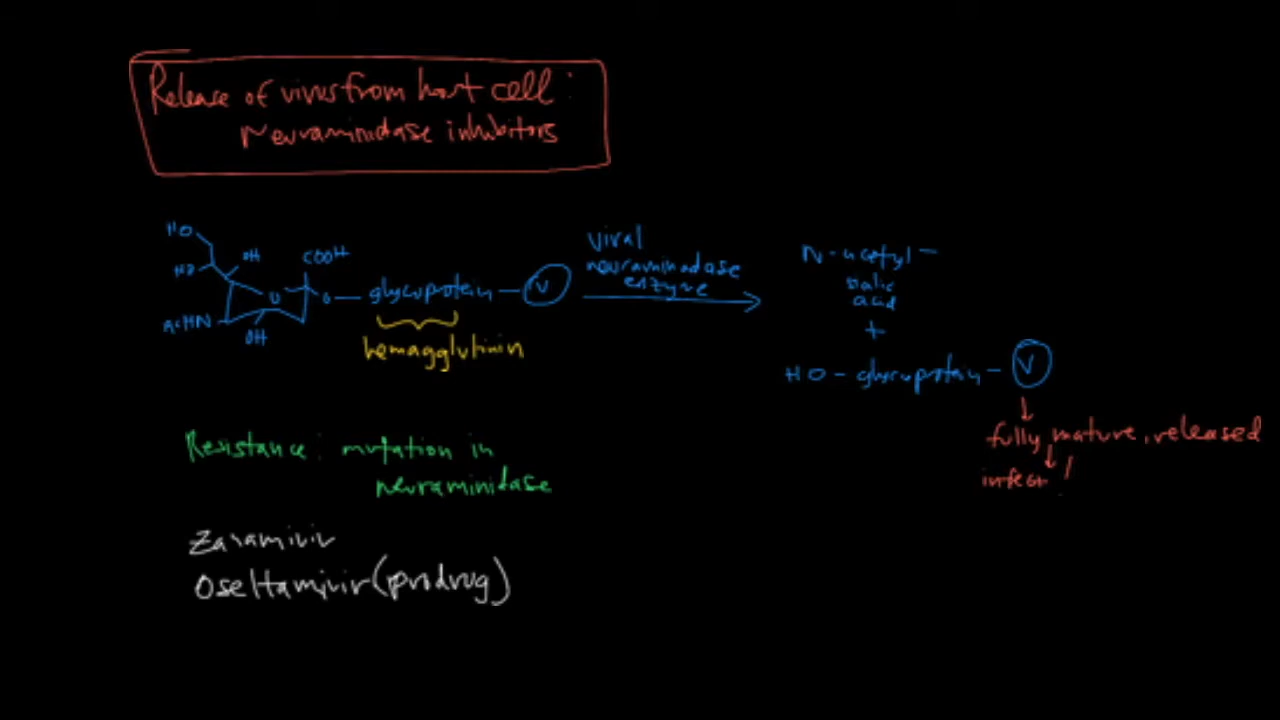 Release of virus from host cell:
Neuraminidase inhibitors
HO
OH
COOH
HO
O
O
glycoprotein
V
AcHN
OH
hemagglutinin
viral
neuraminadase
enzyme
N-acetyl-
sialic
acid
+
HO - glycoprotein - V
fully mature, released
infect !
Resistance: mutation in
neuraminidase
Zanamivir
Oseltamivir (prodrug)